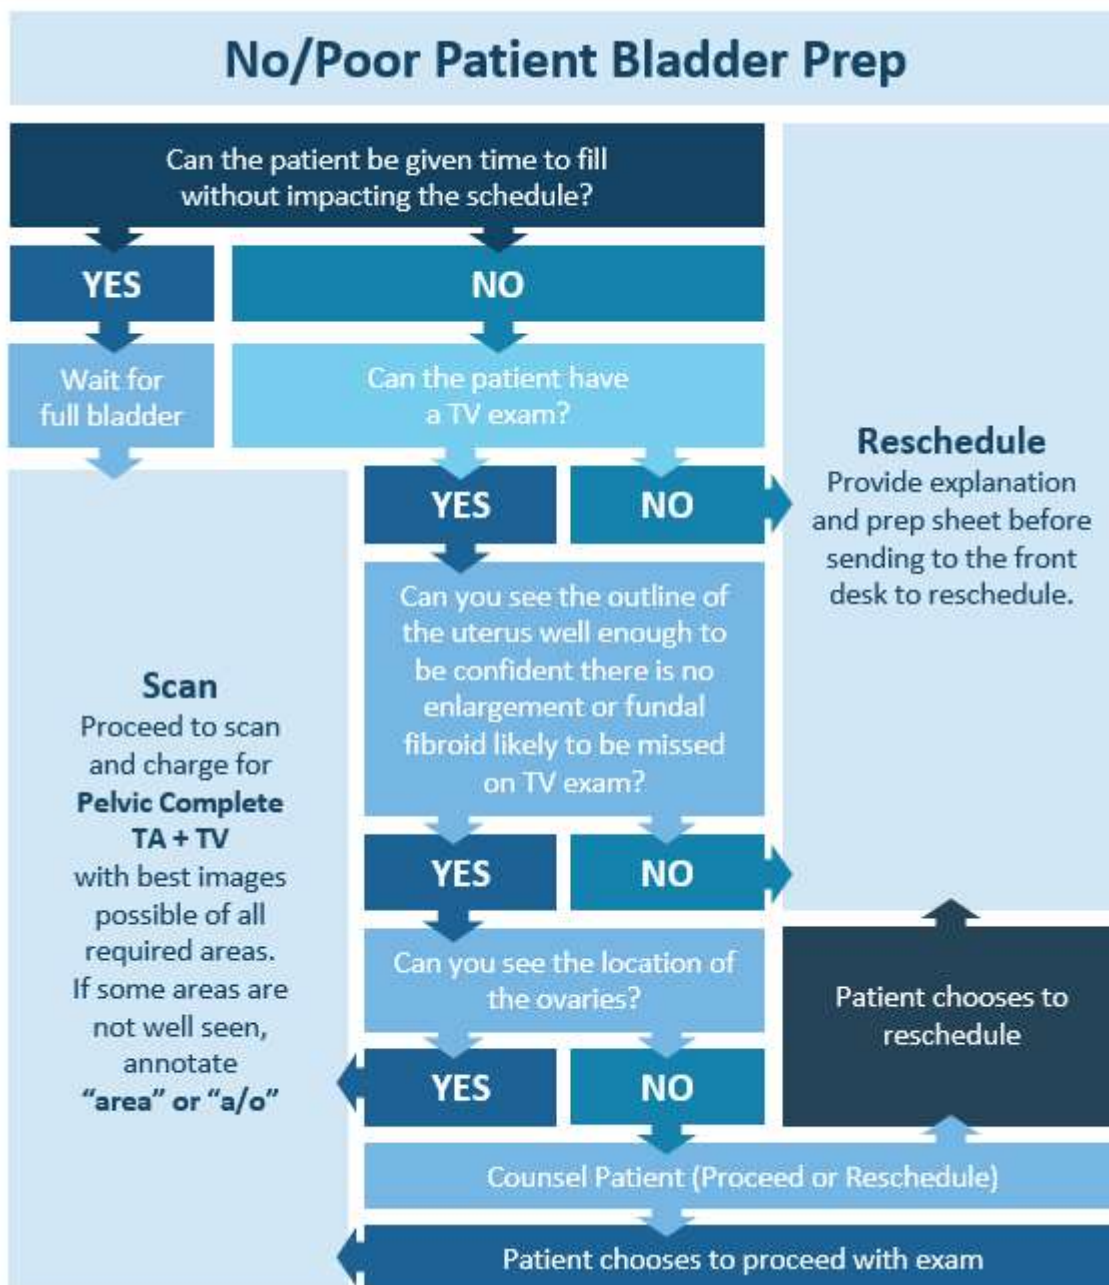 No/Poor Patient Bladder Prep
Can the patient be given time to fill
without impacting the schedule?
YES
NO
Wait for
full bladder
Can the patient have
a TV exam?
YES
NO
Reschedule
Provide explanation
and prep sheet before
sending to the front
desk to reschedule.
Can you see the outline of
the uterus well enough to
be confident there is no
enlargement or fundal
fibroid likely to be missed
on TV exam?
Scan
Proceed to scan
and charge for
Pelvic Complete
TA + TV
with best images
possible of all
required areas.
If some areas are
not well seen,
annotate
“area” or “a/o”
YES
NO
Can you see the location of
the ovaries?
Patient chooses to
reschedule
YES
NO
Counsel Patient (Proceed or Reschedule)
Patient chooses to proceed with exam